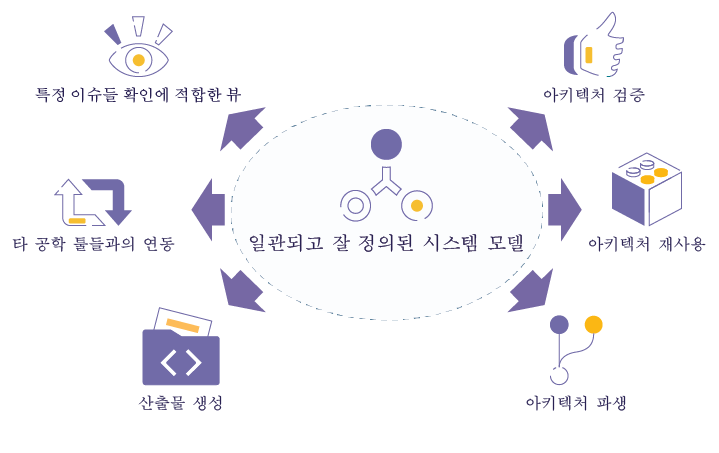 특정 이슈들 확인에 적합한 뷰
아키텍처 검증
타 공학 툴들과의 연동
일관되고 잘 정의된 시스템 모델
아키텍처 재사용
산출물 생성
아키텍처 파생